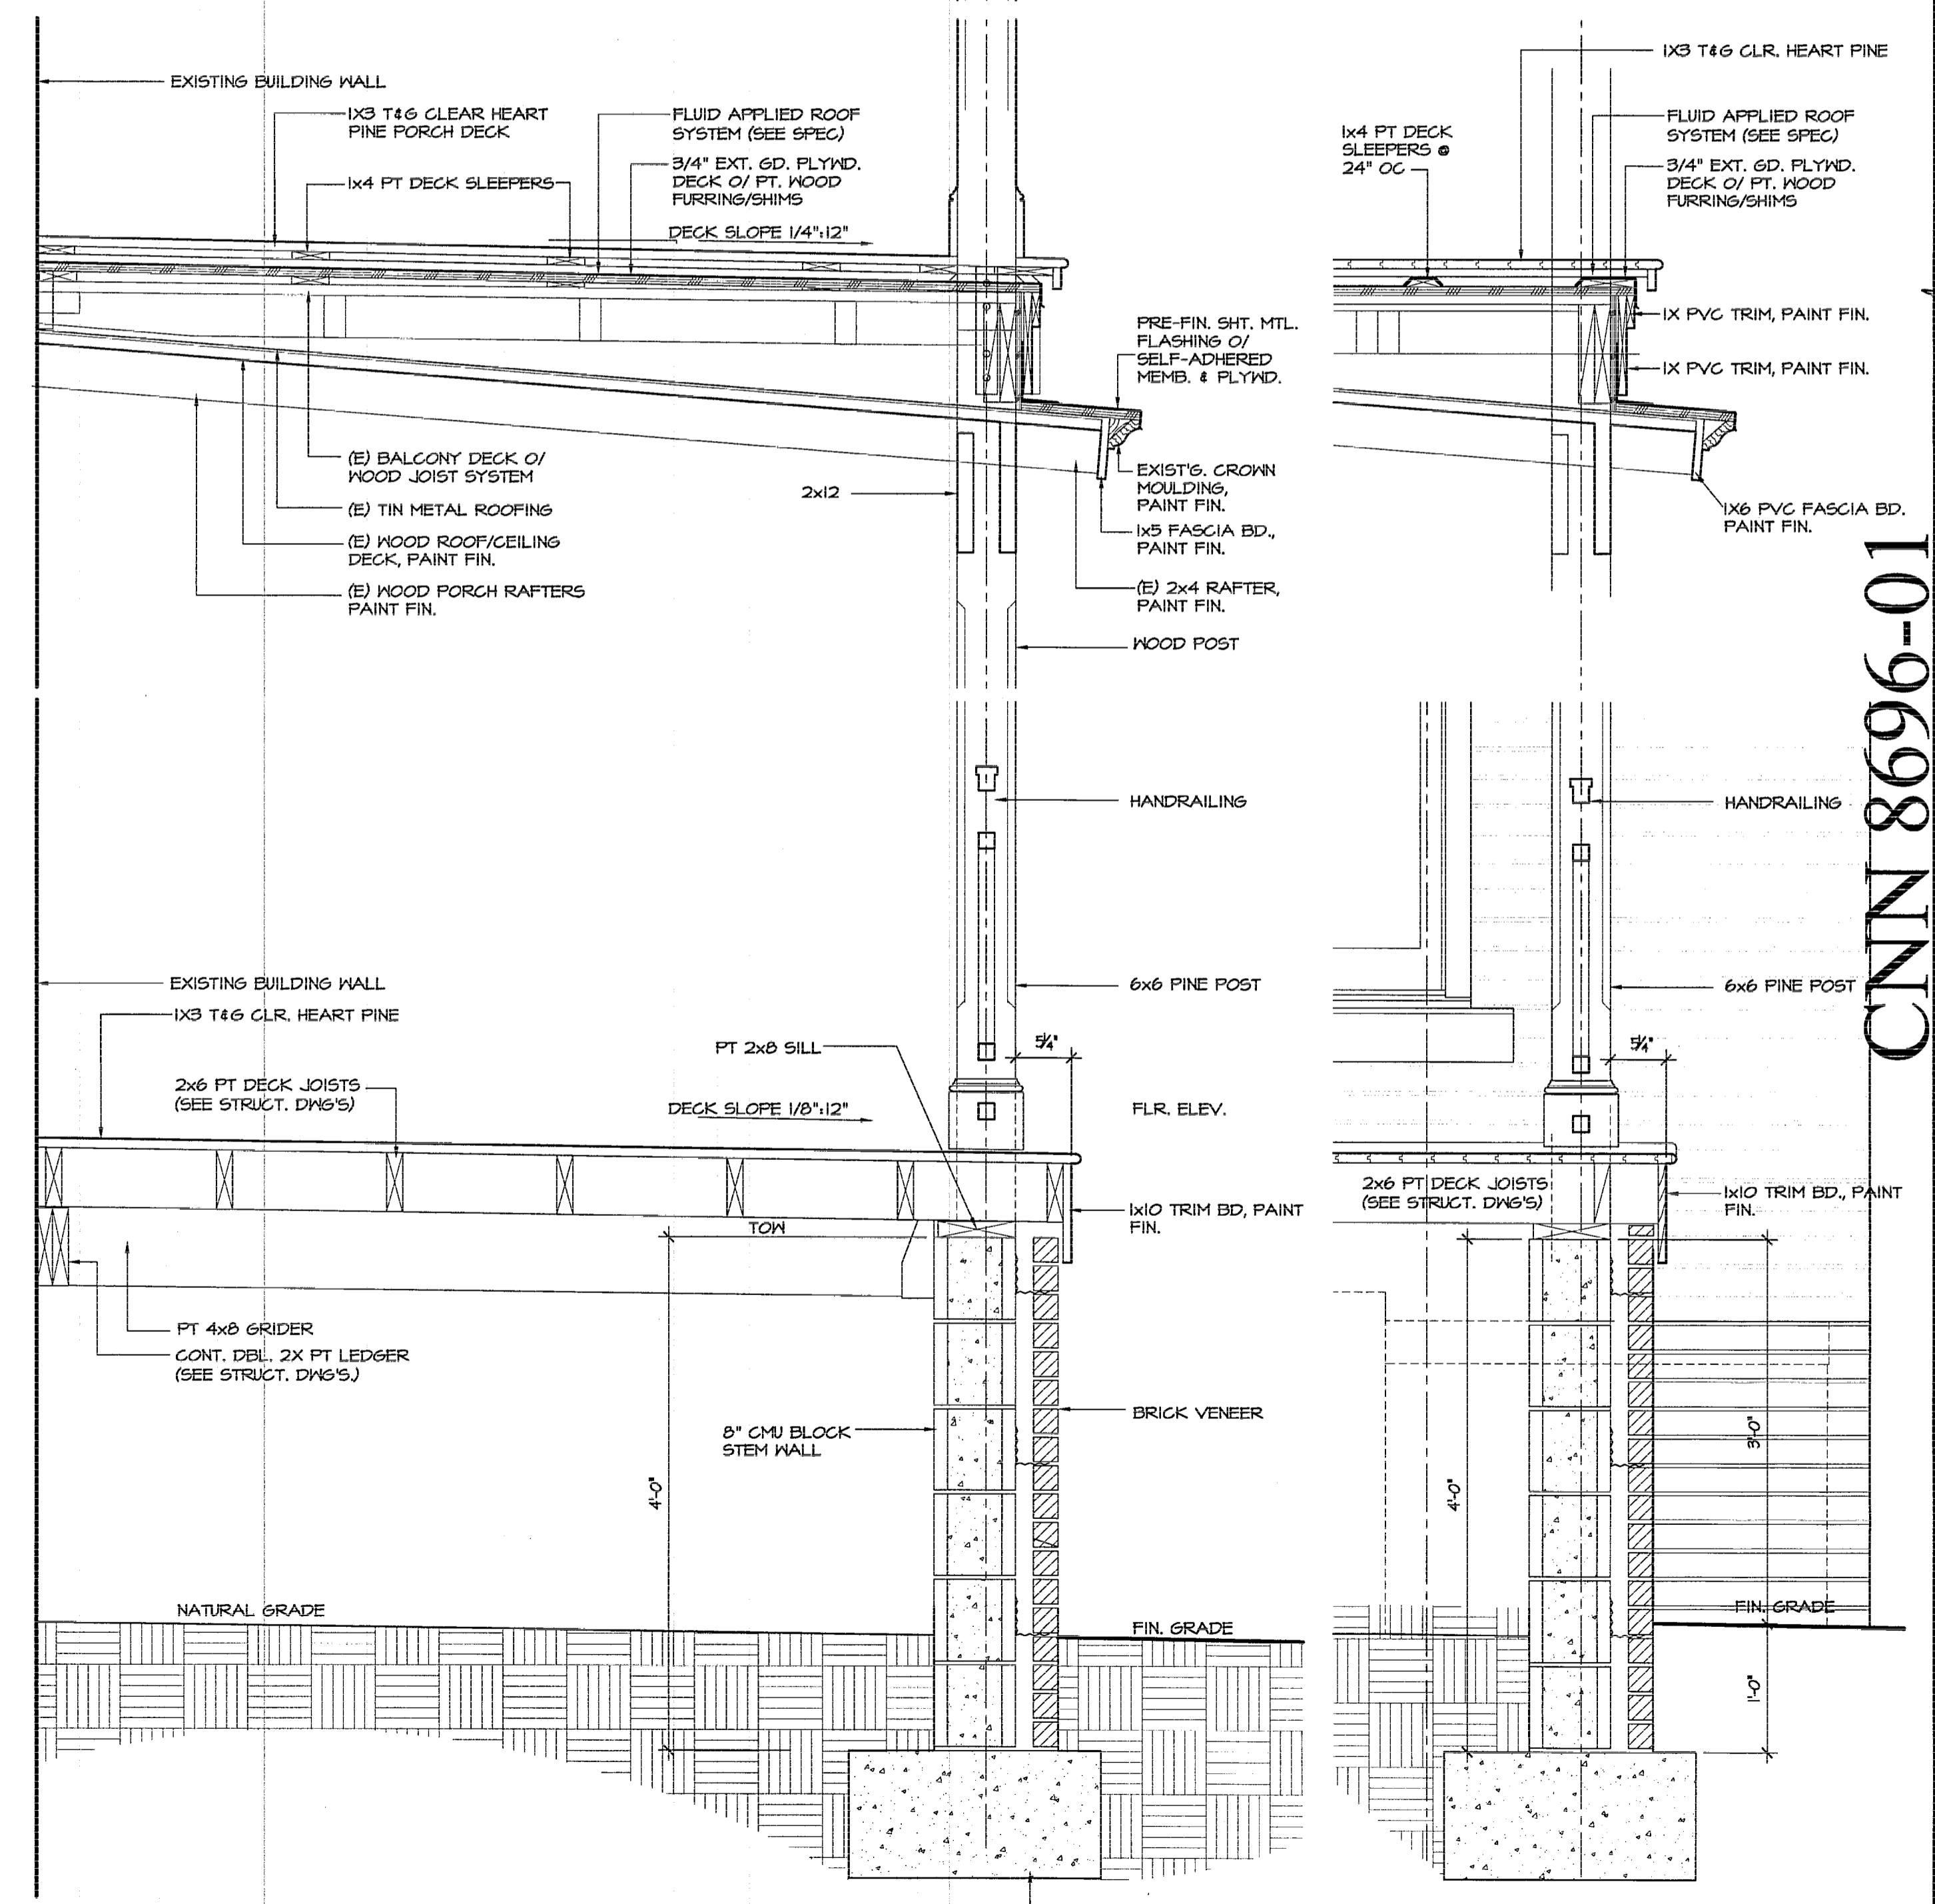 EXISTING BUILDING WALL
1X3 T&G CLEAR HEART
PINE PORCH DECK
1x4 PT DECK SLEEPERS
FLUID APPLIED ROOF
SYSTEM (SEE SPEC)
3/4" EXT. GD. PLYWD.
DECK O/ PT. WOOD
FURRING/SHIMS
DECK SLOPE 1/4":12"
PRE-FIN. SHT. MTL.
FLASHING O/
SELF-ADHERED
MEMB. & PLYWD.
(E) BALCONY DECK O/
WOOD JOIST SYSTEM
(E) TIN METAL ROOFING
(E) WOOD ROOF/CEILING
DECK, PAINT FIN.
(E) WOOD PORCH RAFTERS
PAINT FIN.
2x12
EXIST'G. CROWN
MOULDING,
PAINT FIN.
1x5 FASCIA BD.,
PAINT FIN.
(E) 2x4 RAFTER,
PAINT FIN.
WOOD POST
1X3 T&G CLR. HEART PINE
1x4 PT DECK
SLEEPERS @
24" OC
FLUID APPLIED ROOF
SYSTEM (SEE SPEC)
3/4" EXT. GD. PLYWD.
DECK O/ PT. WOOD
FURRING/SHIMS
1X PVC TRIM, PAINT FIN.
1X PVC TRIM, PAINT FIN.
1X6 PVC FASCIA BD.
PAINT FIN.
CNN 8696-01
HANDRAILING
EXISTING BUILDING WALL
1X3 T&G CLR. HEART PINE
6x6 PINE POST
PT 2x8 SILL
5/4"
2x6 PT DECK JOISTS
(SEE STRUCT. DWG'S)
DECK SLOPE 1/8":12"
FLR. ELEV.
TOW
1x10 TRIM BD, PAINT
FIN.
PT 4x8 GRIDER
CONT. DBL. 2X PT LEDGER
(SEE STRUCT. DWG'S.)
8" CMU BLOCK
STEM WALL
BRICK VENEER
4'-0"
NATURAL GRADE
FIN. GRADE
HANDRAILING
6x6 PINE POST
5/4"
2x6 PT DECK JOISTS
(SEE STRUCT. DWG'S)
1x10 TRIM BD., PAINT
FIN.
4'-0"
3'-0"
FIN. GRADE
1'-0"